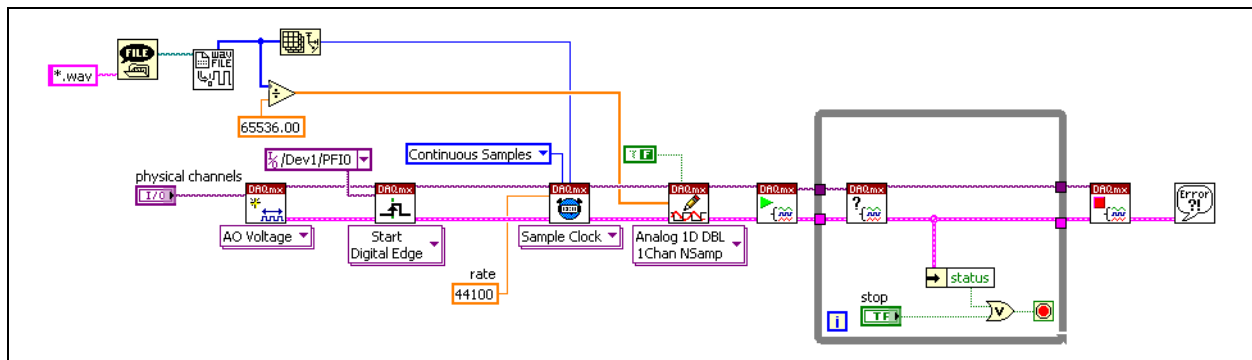 FILE
WAV
FILE
*.wav
65536.00
I/O /Dev1/PFI0
Continuous Samples
F
physical channels
I/O
DAQmx
DAQmx
DAQmx
DAQmx
DAQmx
DAQmx
DAQmx
?
Error
?!
AO Voltage
Start
Digital Edge
Sample Clock
Analog 1D DBL
1Chan NSamp
rate
44100
status
stop
TF
V
i